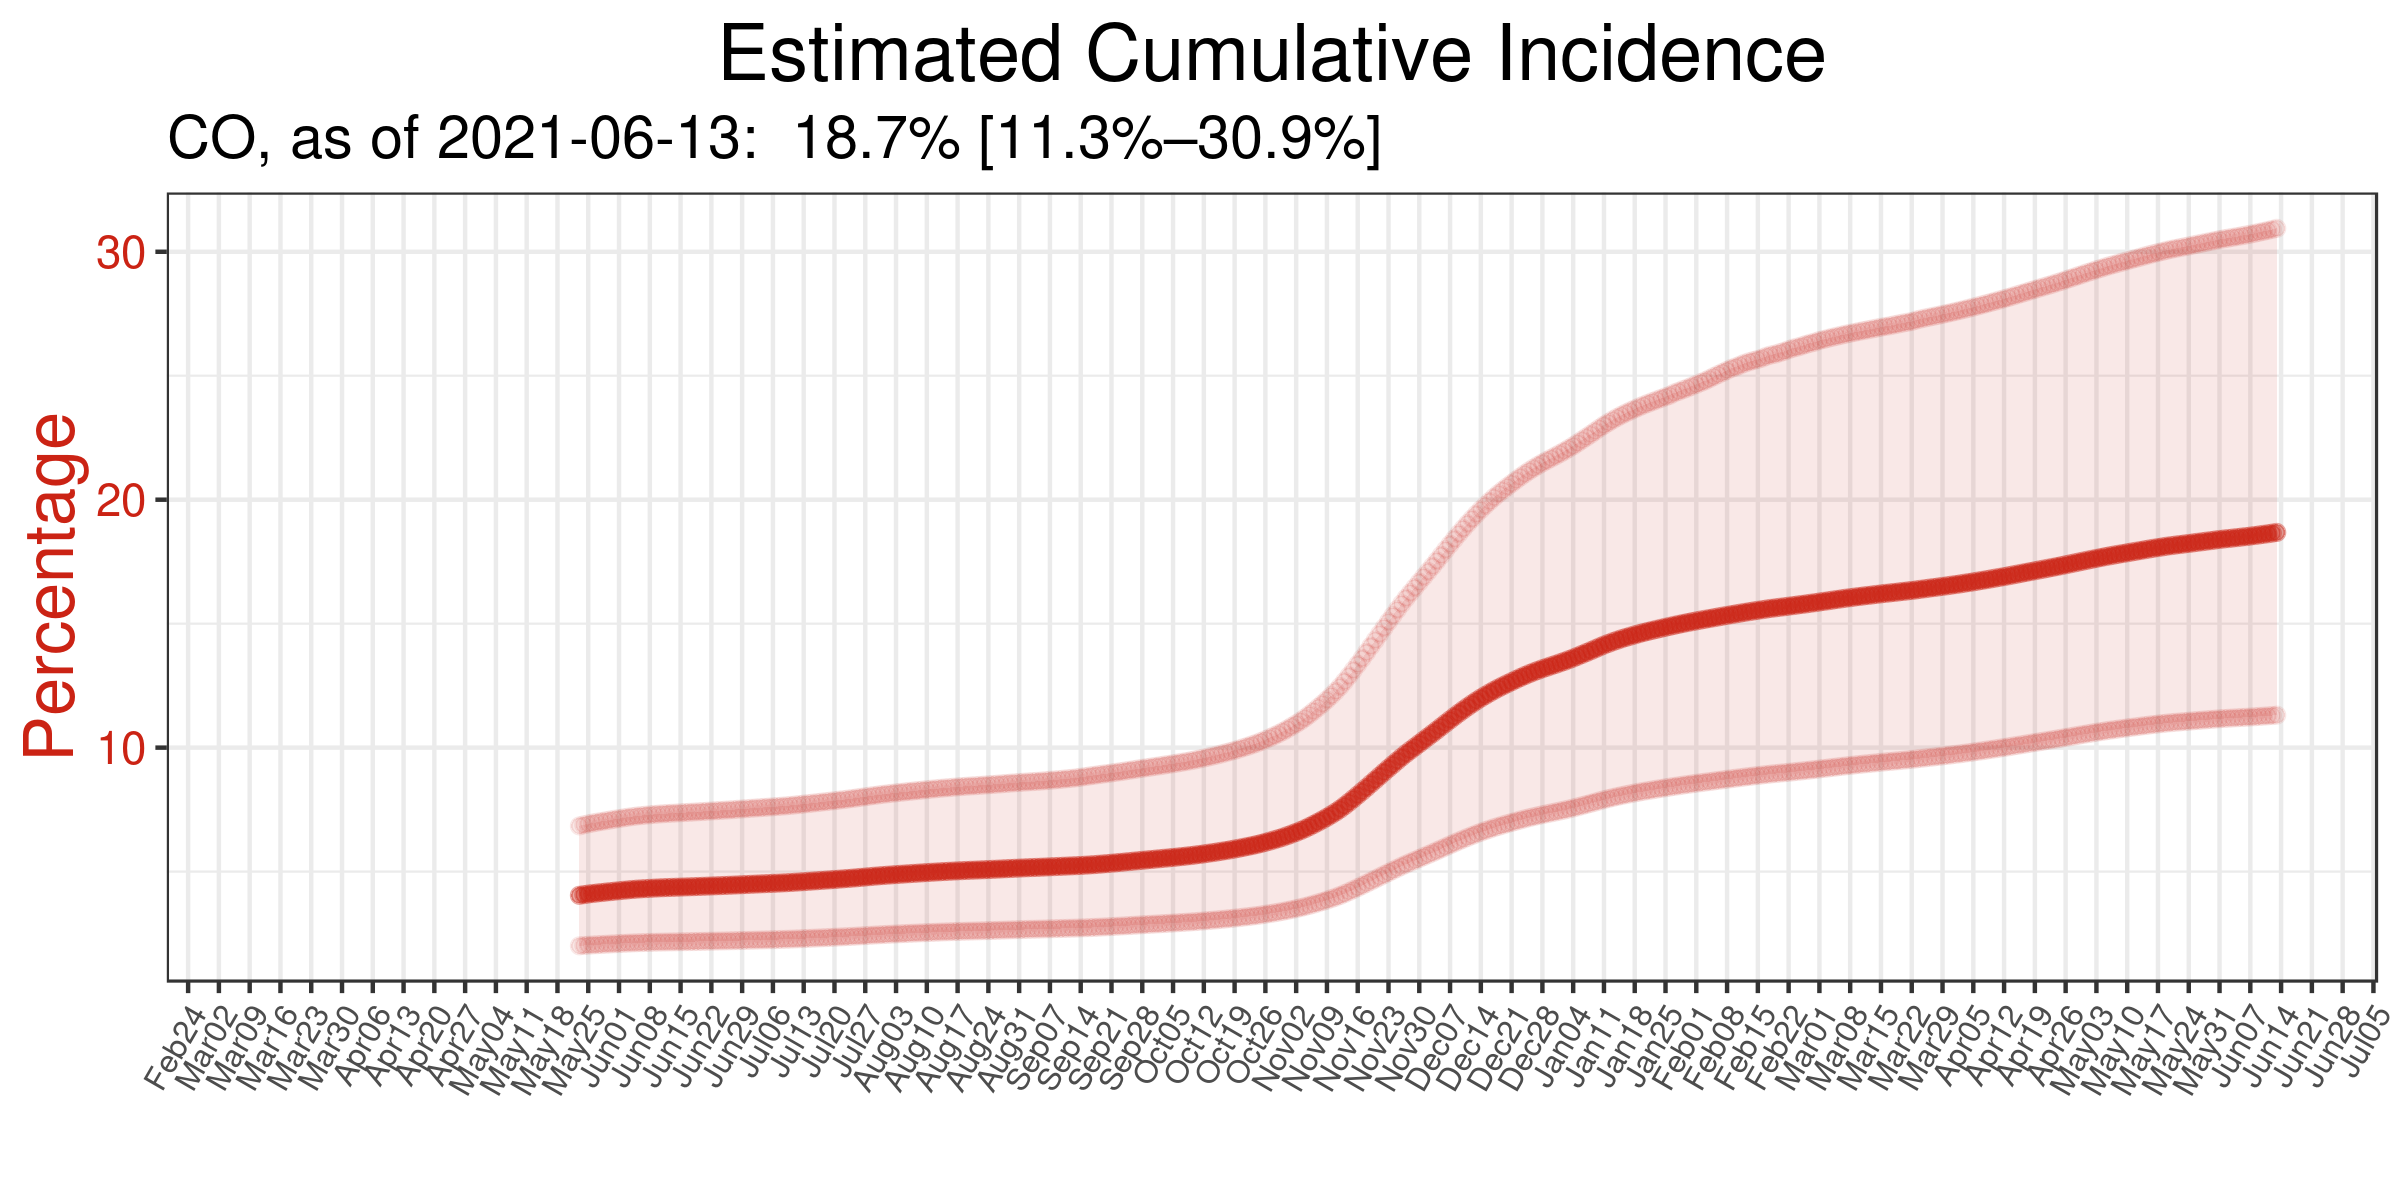 Estimated Cumulative Incidence
CO, as of 2021-06-13:  18.7% [11.3%–30.9%]
Percentage
30
20
10
Feb24
Mar02
Mar09
Mar16
Mar23
Mar30
Apr06
Apr13
Apr20
Apr27
May04
May11
May18
May25
Jun01
Jun08
Jun15
Jun22
Jun29
Jul06
Jul13
Jul20
Jul27
Aug03
Aug10
Aug17
Aug24
Aug31
Sep07
Sep14
Sep21
Sep28
Oct05
Oct12
Oct19
Oct26
Nov02
Nov09
Nov16
Nov23
Nov30
Dec07
Dec14
Dec21
Dec28
Jan04
Jan11
Jan18
Jan25
Feb01
Feb08
Feb15
Feb22
Mar01
Mar08
Mar15
Mar22
Mar29
Apr05
Apr12
Apr19
Apr26
May03
May10
May17
May24
May31
Jun07
Jun14
Jun21
Jun28
Jul05